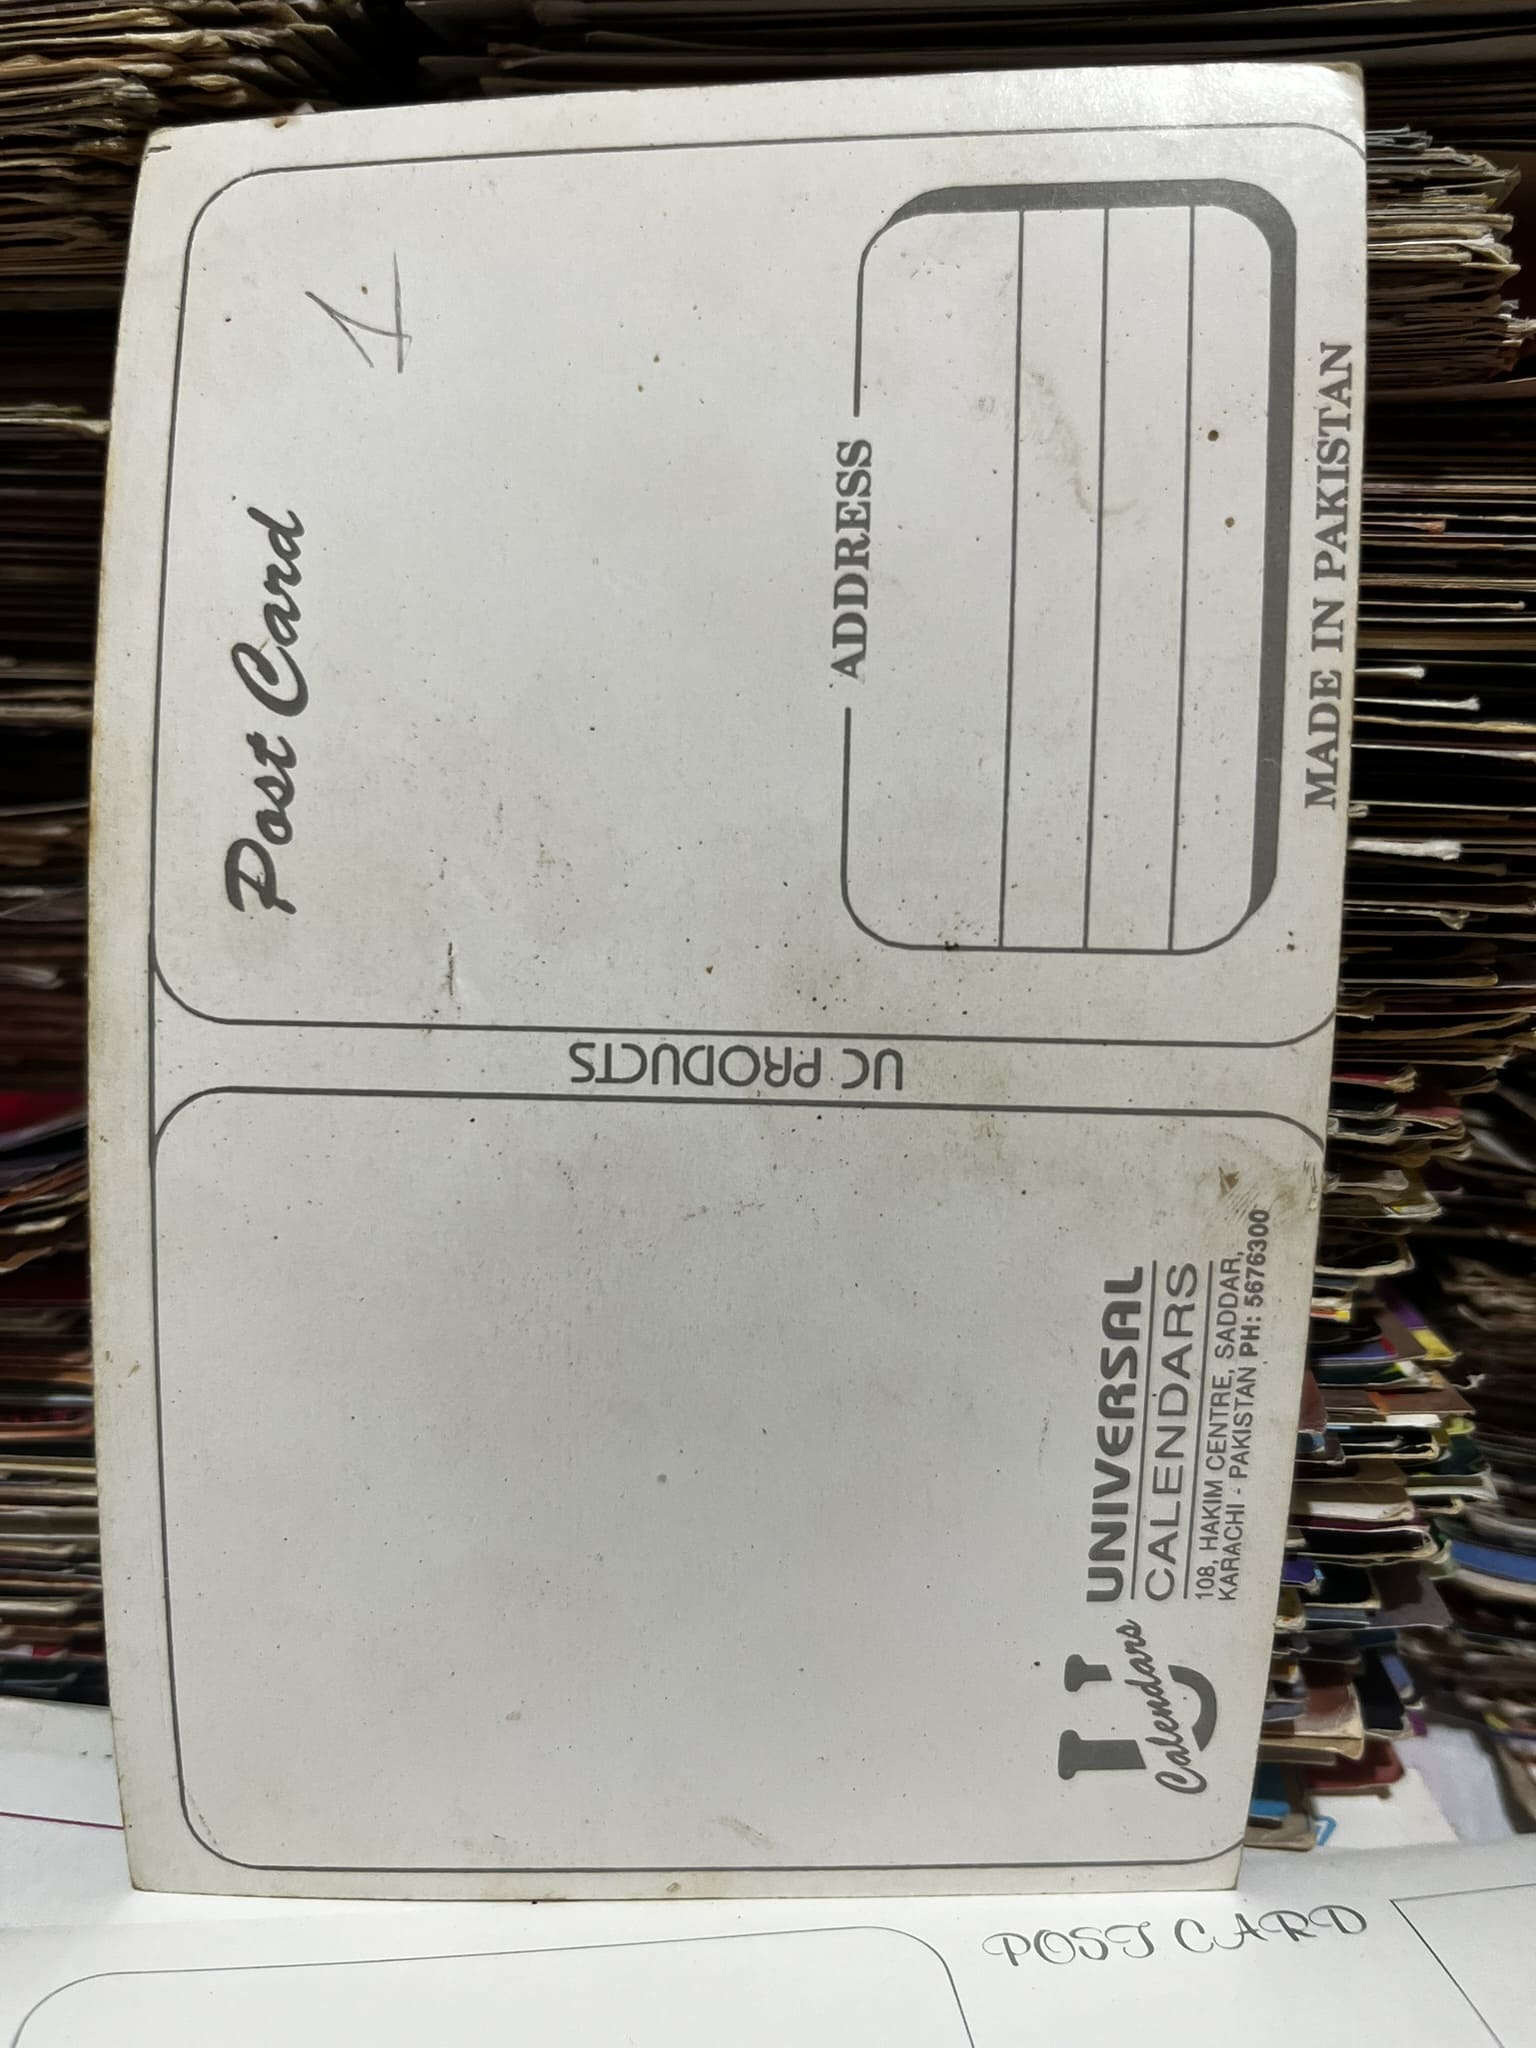 Post Card
1
ADDRESS
MADE IN PAKISTAN
UC PRODUCTS
U Calendars
UNIVERSAL
CALENDARS
108, HAKIM CENTRE, SADDAR,
KARACHI - PAKISTAN PH: 5676300
POST CARD